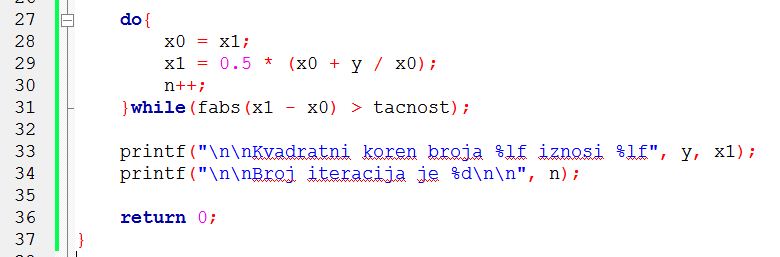 27 do{
28 x0 = x1;
29 x1 = 0.5 * (x0 + y / x0);
30 n++;
31 }while(fabs(x1 - x0) > tacnost);
32
33 printf("\n\nKvadratni koren broja %lf iznosi %lf", y, x1);
34 printf("\n\nBroj iteracija je %d\n\n", n);
35
36 return 0;
37 }